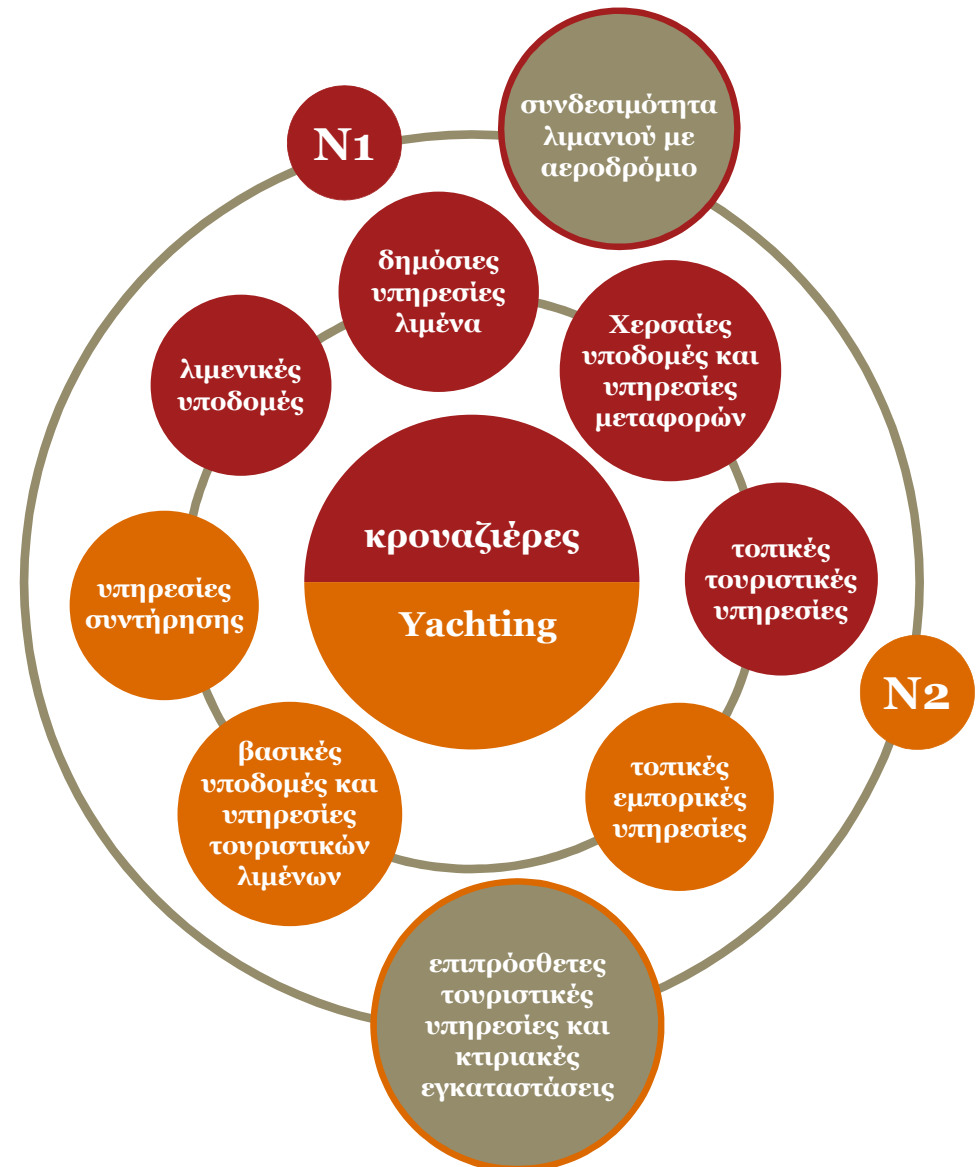 συνδεσιμότητα
λιμανιού με
αεροδρόμιο
N1
δημόσιες
υπηρεσίες
λιμένα
Χερσαίες
υποδομές και
υπηρεσίες
μεταφορών
λιμενικές
υποδομές
κρουαζιέρες
Yachting
τοπικές
τουριστικές
υπηρεσίες
υπηρεσίες
συντήρησης
N2
βασικές
υποδομές και
υπηρεσίες
τουριστικών
λιμένων
τοπικές
εμπορικές
υπηρεσίες
επιπρόσθετες
τουριστικές
υπηρεσίες και
κτιριακές
εγκαταστάσεις